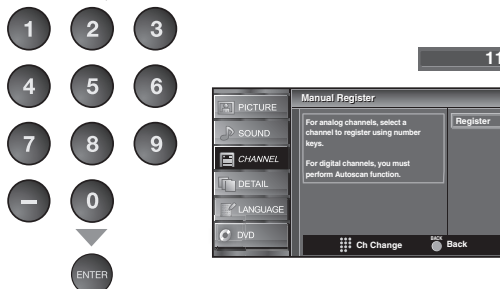 1 2 3
4 5 6
7 8 9
– 0
ENTER
11
PICTURE
SOUND
CHANNEL
DETAIL
LANGUAGE
DVD
Manual Register
For analog channels, select a
channel to register using number
keys.
For digital channels, you must
perform Autoscan function.
Register
Ch Change
BACK
Back